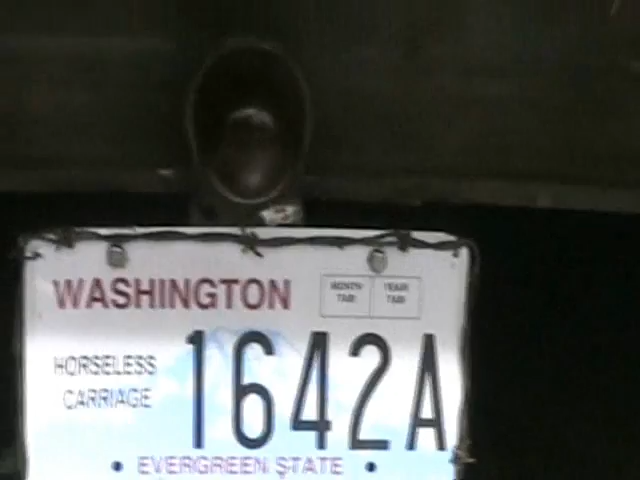 WASHINGTON
MONTH TAB
YEAR TAB
HORSELESS
CARRIAGE
1642A
• EVERGREEN STATE •